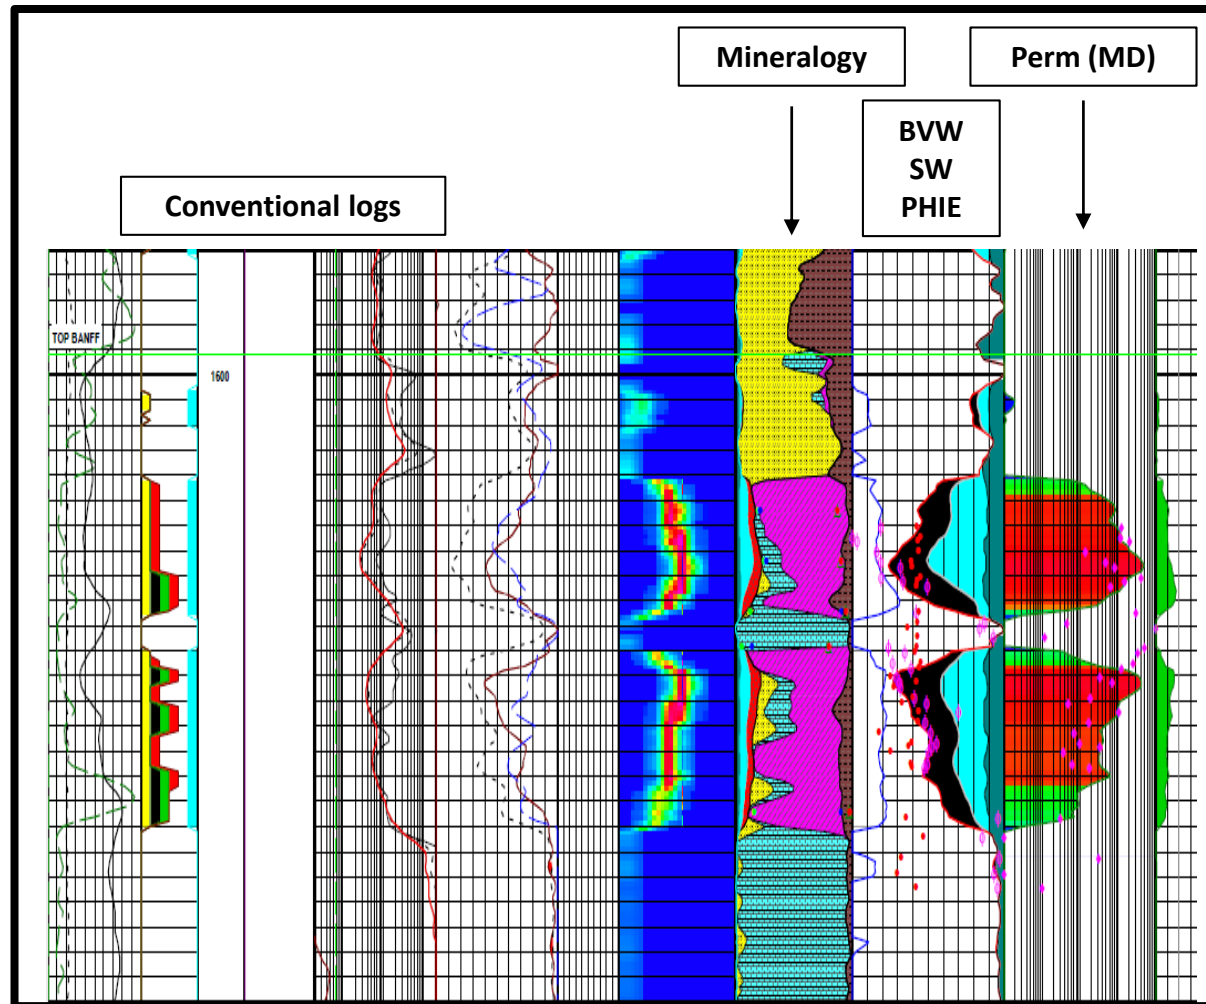 Mineralogy
Perm (MD)
BVW
SW
PHIE
Conventional logs
TOP BANFF
1600